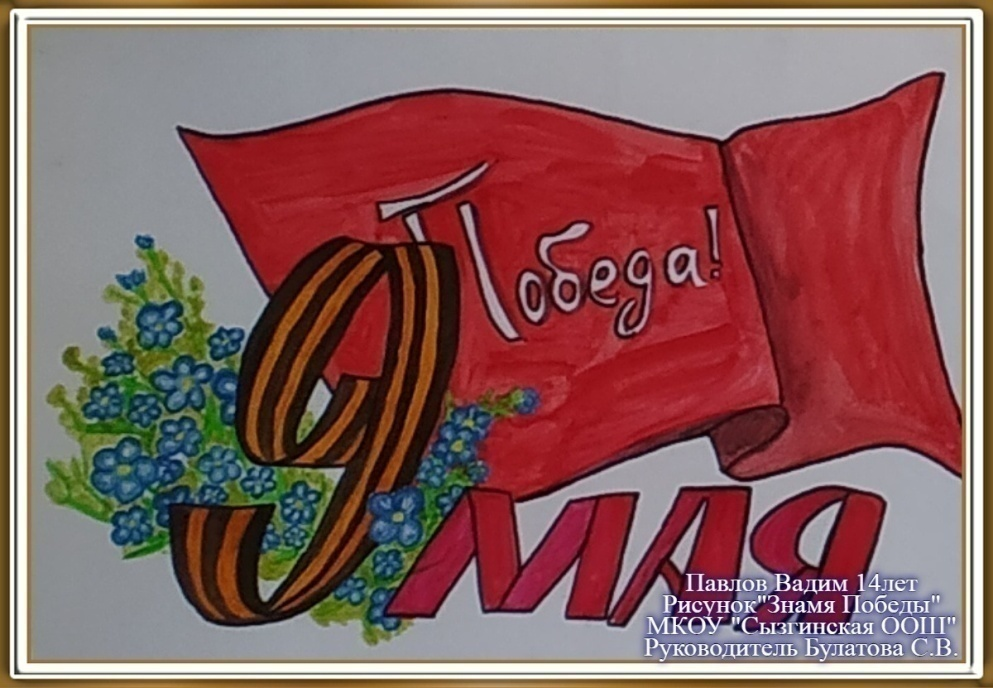 Победа!
9 МАЯ
Павлов Вадим 14лет
Рисунок"Знамя Победы"
МКОУ "Сызгинская ООШ"
Руководитель Булатова С.В.